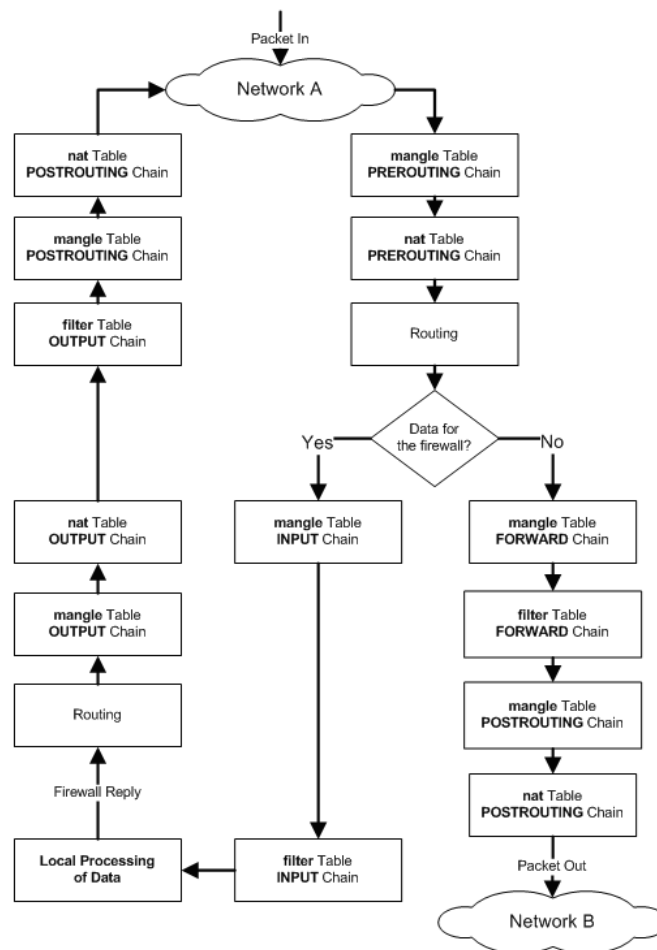 Packet In
Network A
nat Table
POSTROUTING Chain
mangle Table
POSTROUTING Chain
filter Table
OUTPUT Chain
nat Table
OUTPUT Chain
mangle Table
OUTPUT Chain
Routing
Firewall Reply
Local Processing
of Data
mangle Table
PREROUTING Chain
nat Table
PREROUTING Chain
Routing
Data for
the firewall?
Yes
No
mangle Table
INPUT Chain
filter Table
INPUT Chain
mangle Table
FORWARD Chain
filter Table
FORWARD Chain
mangle Table
POSTROUTING Chain
nat Table
POSTROUTING Chain
Packet Out
Network B